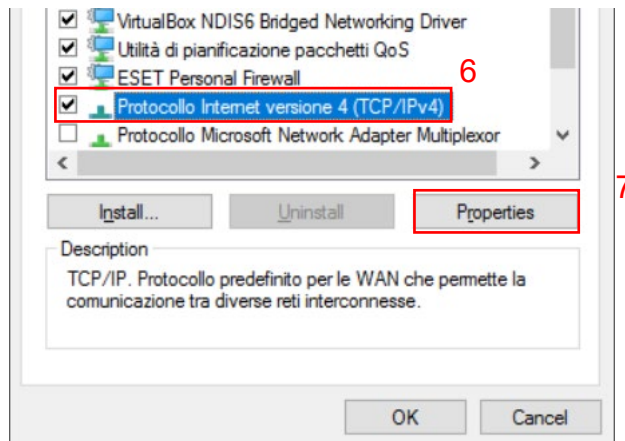 VirtualBox NDIS6 Bridged Networking Driver
Utilità di pianificazione pacchetti QoS
ESET Personal Firewall
6
Protocollo Internet versione 4 (TCP/IPv4)
Protocollo Microsoft Network Adapter Multiplexor
7
Install...
Uninstall
Properties
Description
TCP/IP. Protocollo predefinito per le WAN che permette la
comunicazione tra diverse reti interconnesse.
OK
Cancel